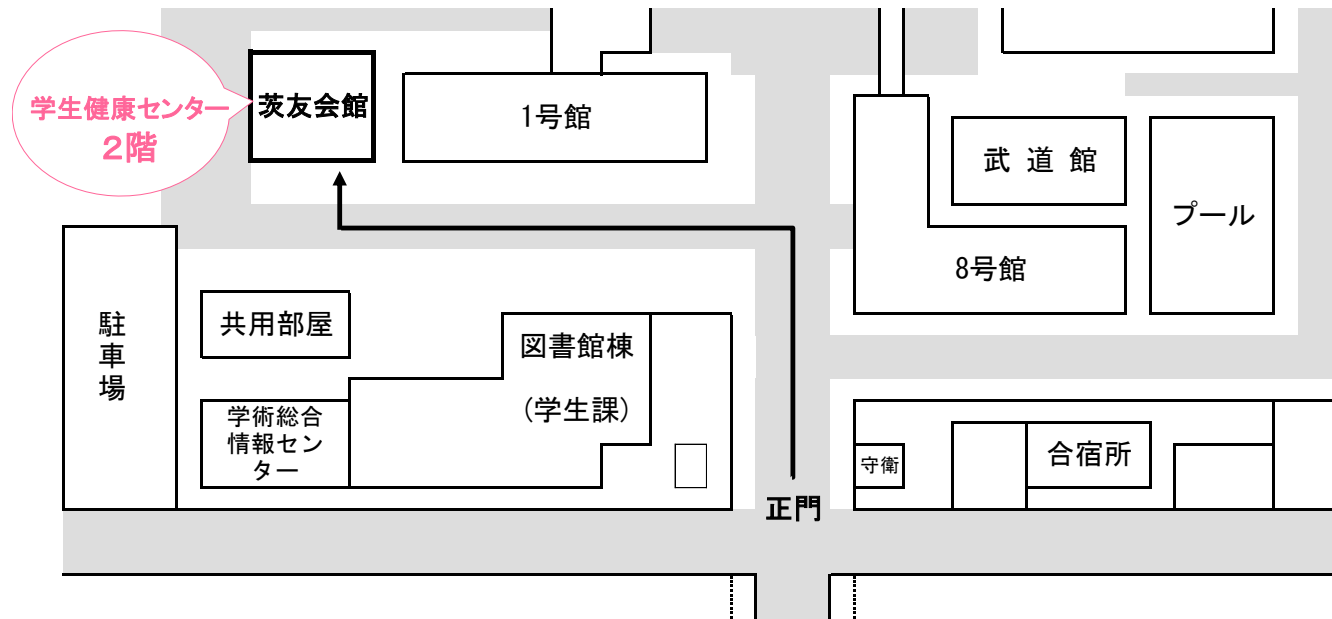 学生健康センター
２階
茨友会館
1号館
武 道 館
プール
8号館
駐車場
共用部屋
図書館棟
(学生課)
学術総合
情報セン
ター
守衛
合宿所
正門